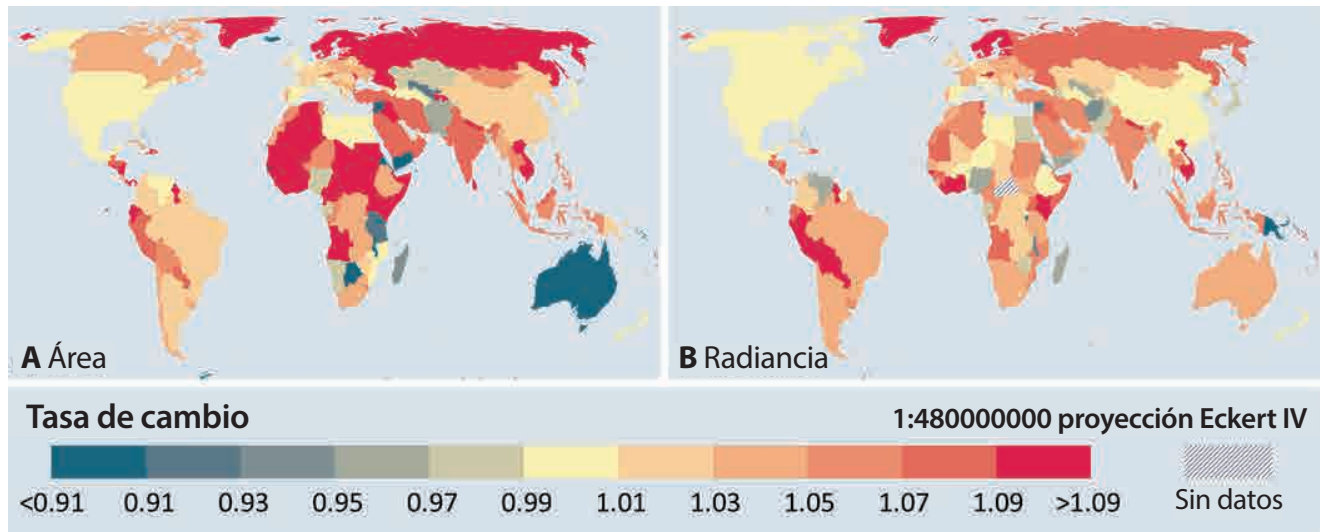 A Área
B Radiancia
Tasa de cambio
1:480000000 proyección Eckert IV
<0.91 0.91 0.93 0.95 0.97 0.99 1.01 1.03 1.05 1.07 1.09 >1.09
Sin datos